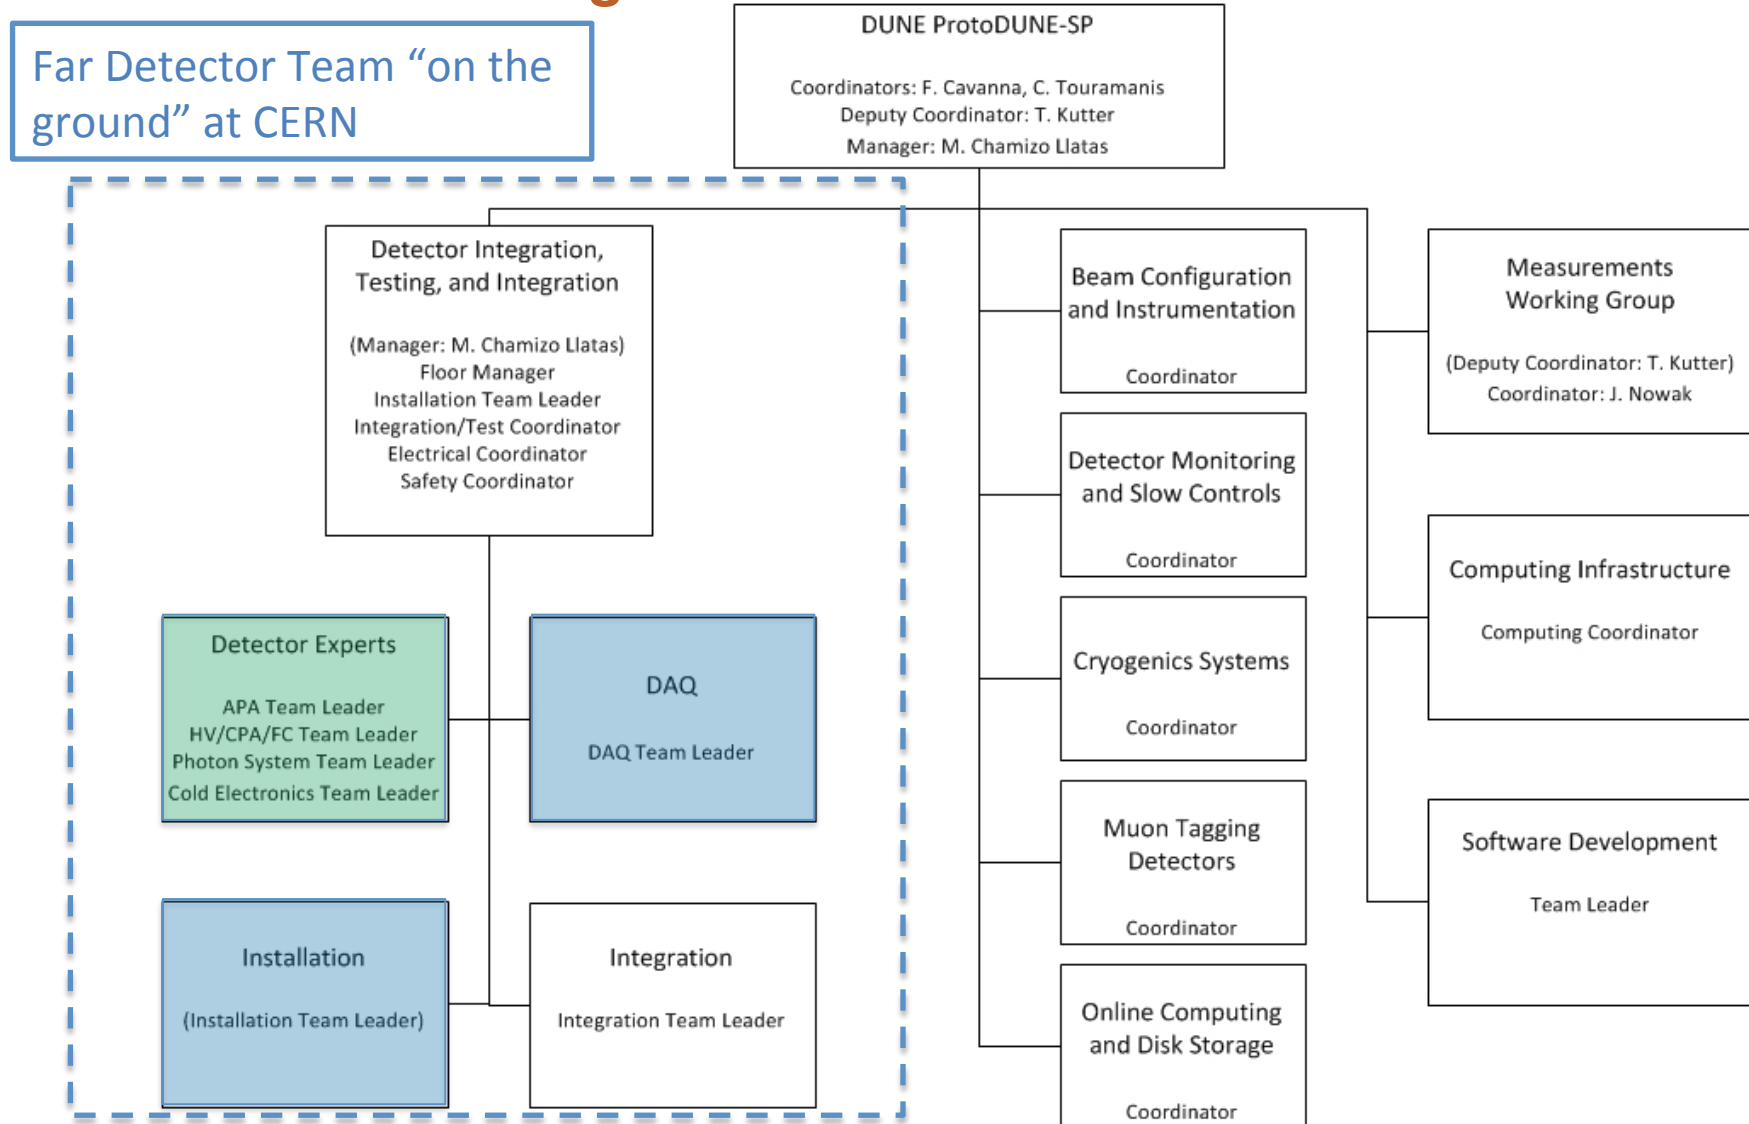 Far Detector Team “on the
ground” at CERN
DUNE ProtoDUNE-SP
Coordinators: F. Cavanna, C. Touramanis
Deputy Coordinator: T. Kutter
Manager: M. Chamizo Llatas
Detector Integration,
Testing, and Integration
(Manager: M. Chamizo Llatas)
Floor Manager
Installation Team Leader
Integration/Test Coordinator
Electrical Coordinator
Safety Coordinator
Detector Experts
APA Team Leader
HV/CPA/FC Team Leader
Photon System Team Leader
Cold Electronics Team Leader
DAQ
DAQ Team Leader
Installation
(Installation Team Leader)
Integration
Integration Team Leader
Beam Configuration
and Instrumentation
Coordinator
Detector Monitoring
and Slow Controls
Coordinator
Cryogenics Systems
Coordinator
Muon Tagging
Detectors
Coordinator
Online Computing
and Disk Storage
Coordinator
Measurements
Working Group
(Deputy Coordinator: T. Kutter)
Coordinator: J. Nowak
Computing Infrastructure
Computing Coordinator
Software Development
Team Leader